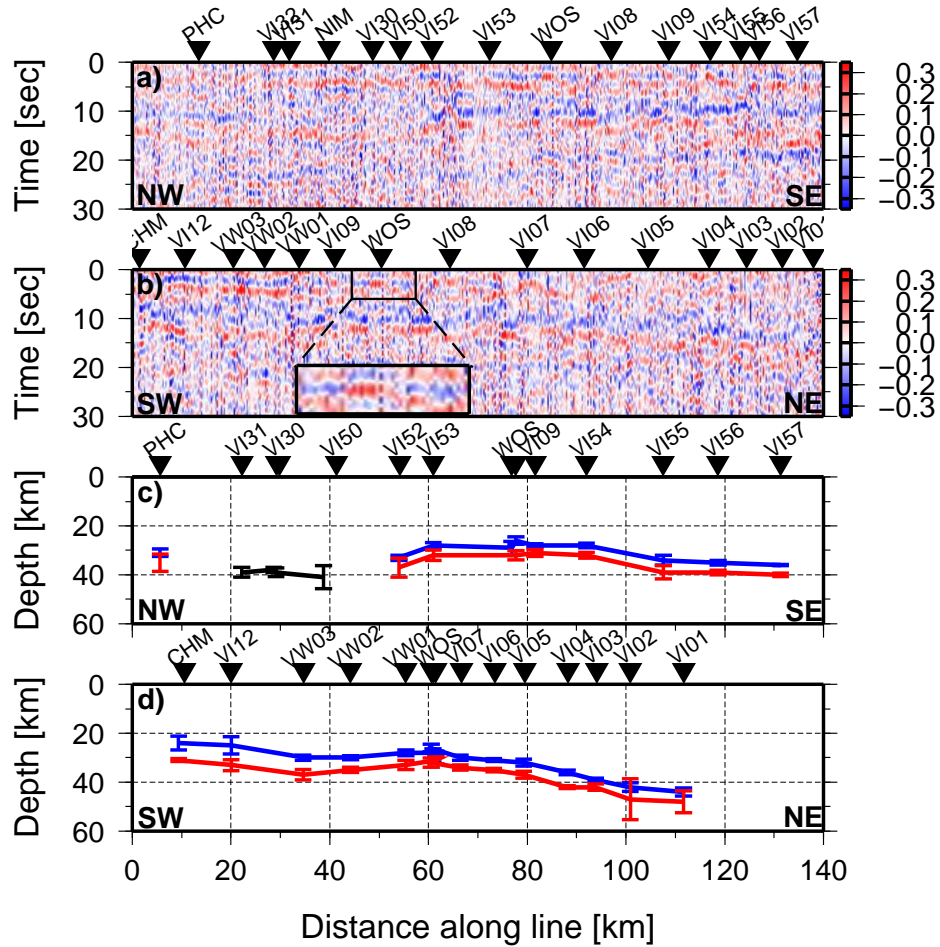 PHC VI32 VI31 NIM VI30 VI50 VI52 VI53 WOS VI08 VI09 VI54 VI55 VI56 VI57
Time [sec]
0
10
20
30
a)
NW
SE
0.3
0.2
0.1
0.0
−0.1
−0.2
−0.3
CHM VI12 VW03 VW02 VW01 VI09 WOS VI08 VI07 VI06 VI05 VI04 VI03 VI02
Time [sec]
0
10
20
30
b)
SW
NE
0.3
0.2
0.1
0.0
−0.1
−0.2
−0.3
PHC VI31 VI30 VI50 VI52 VI53 WOS VI09 VI54 VI55 VI56 VI57
Depth [km]
0
20
40
60
c)
NW
SE
CHM VI12 VW03 VW02 VW01 WOS VI07 VI06 VI05 VI04 VI03 VI02 VI01
Depth [km]
0
20
40
60
d)
SW
NE
0 20 40 60 80 100 120 140
Distance along line [km]